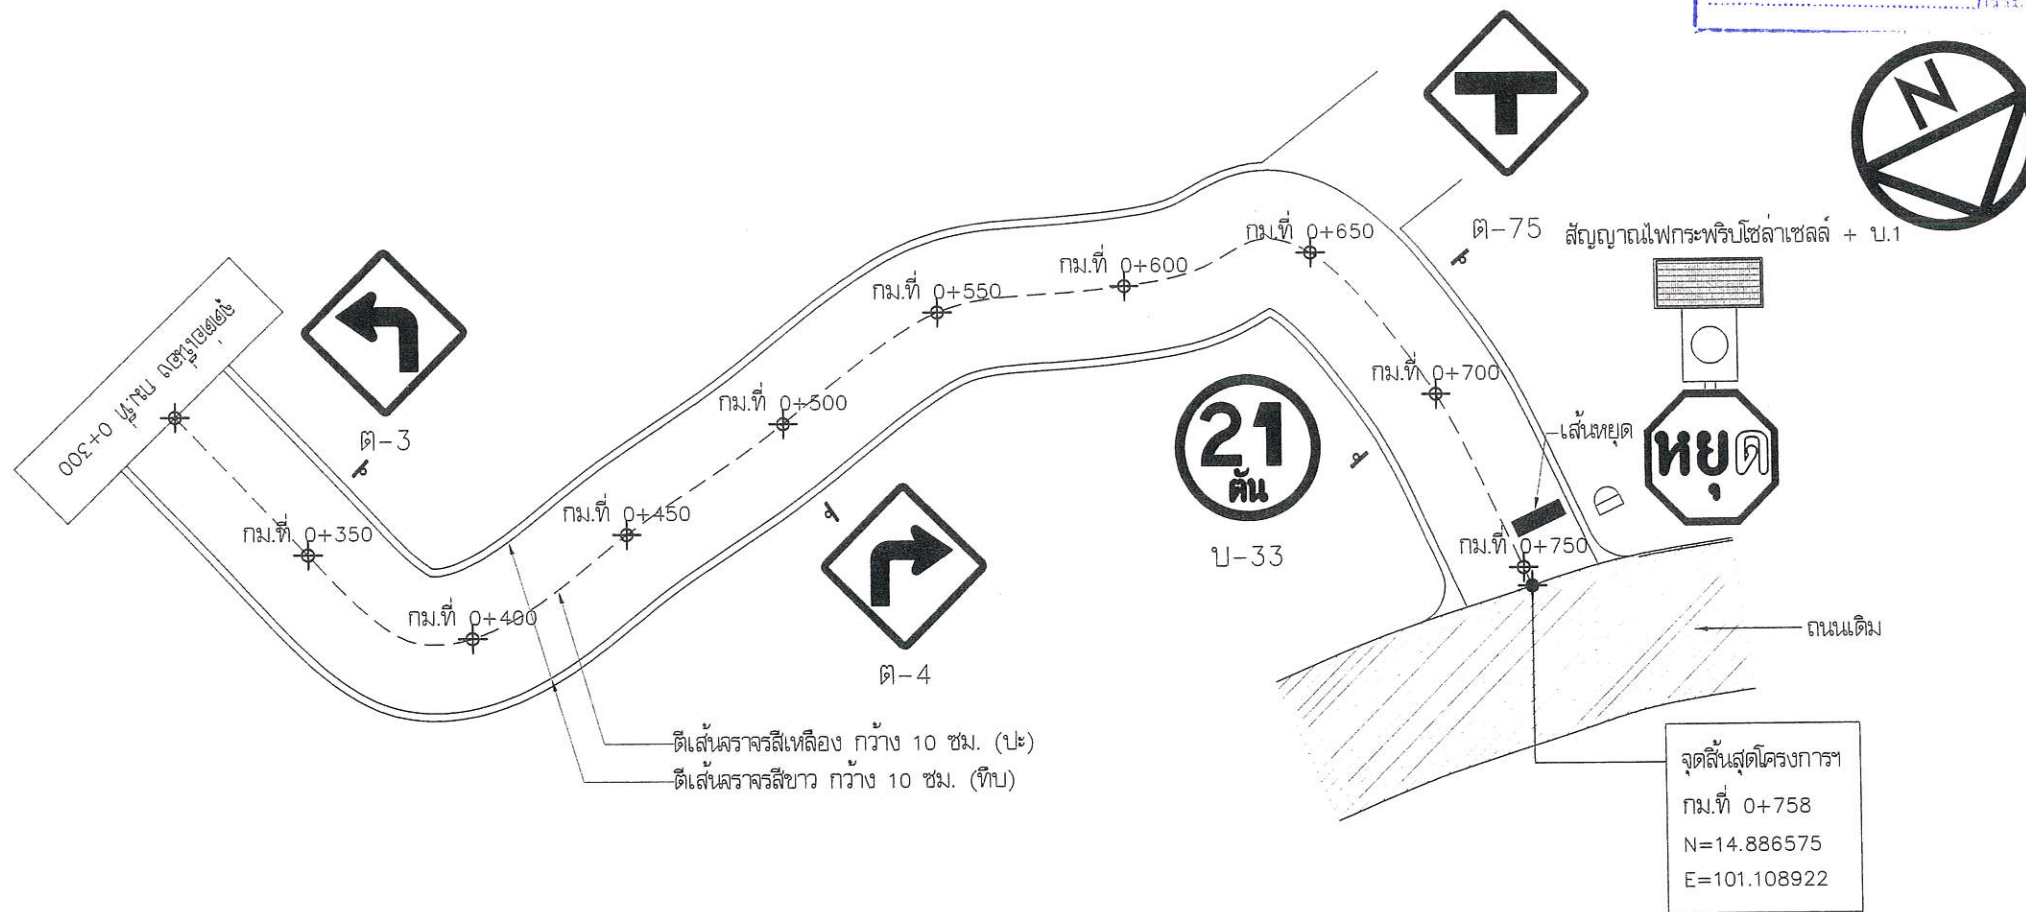 N
ต-75
สัญญาณไฟกระพริบโซล่าเซลล์ + บ.1
กม.ที่ 0+650
กม.ที่ 0+600
กม.ที่ 0+550
จุดต่อเนื่อง กม.ที่ 0+300
ต-3
กม.ที่ 0+700
กม.ที่ 0+500
21
ตัน
เส้นหยุด
หยุด
กม.ที่ 0+450
กม.ที่ 0+350
กม.ที่ 0+750
บ-33
กม.ที่ 0+400
ถนนเดิม
ต-4
ตีเส้นจราจรสีเหลือง กว้าง 10 ซม. (ปะ)
ตีเส้นจราจรสีขาว กว้าง 10 ซม. (ทึบ)
จุดสิ้นสุดโครงการฯ
กม.ที่ 0+758
N=14.886575
E=101.108922